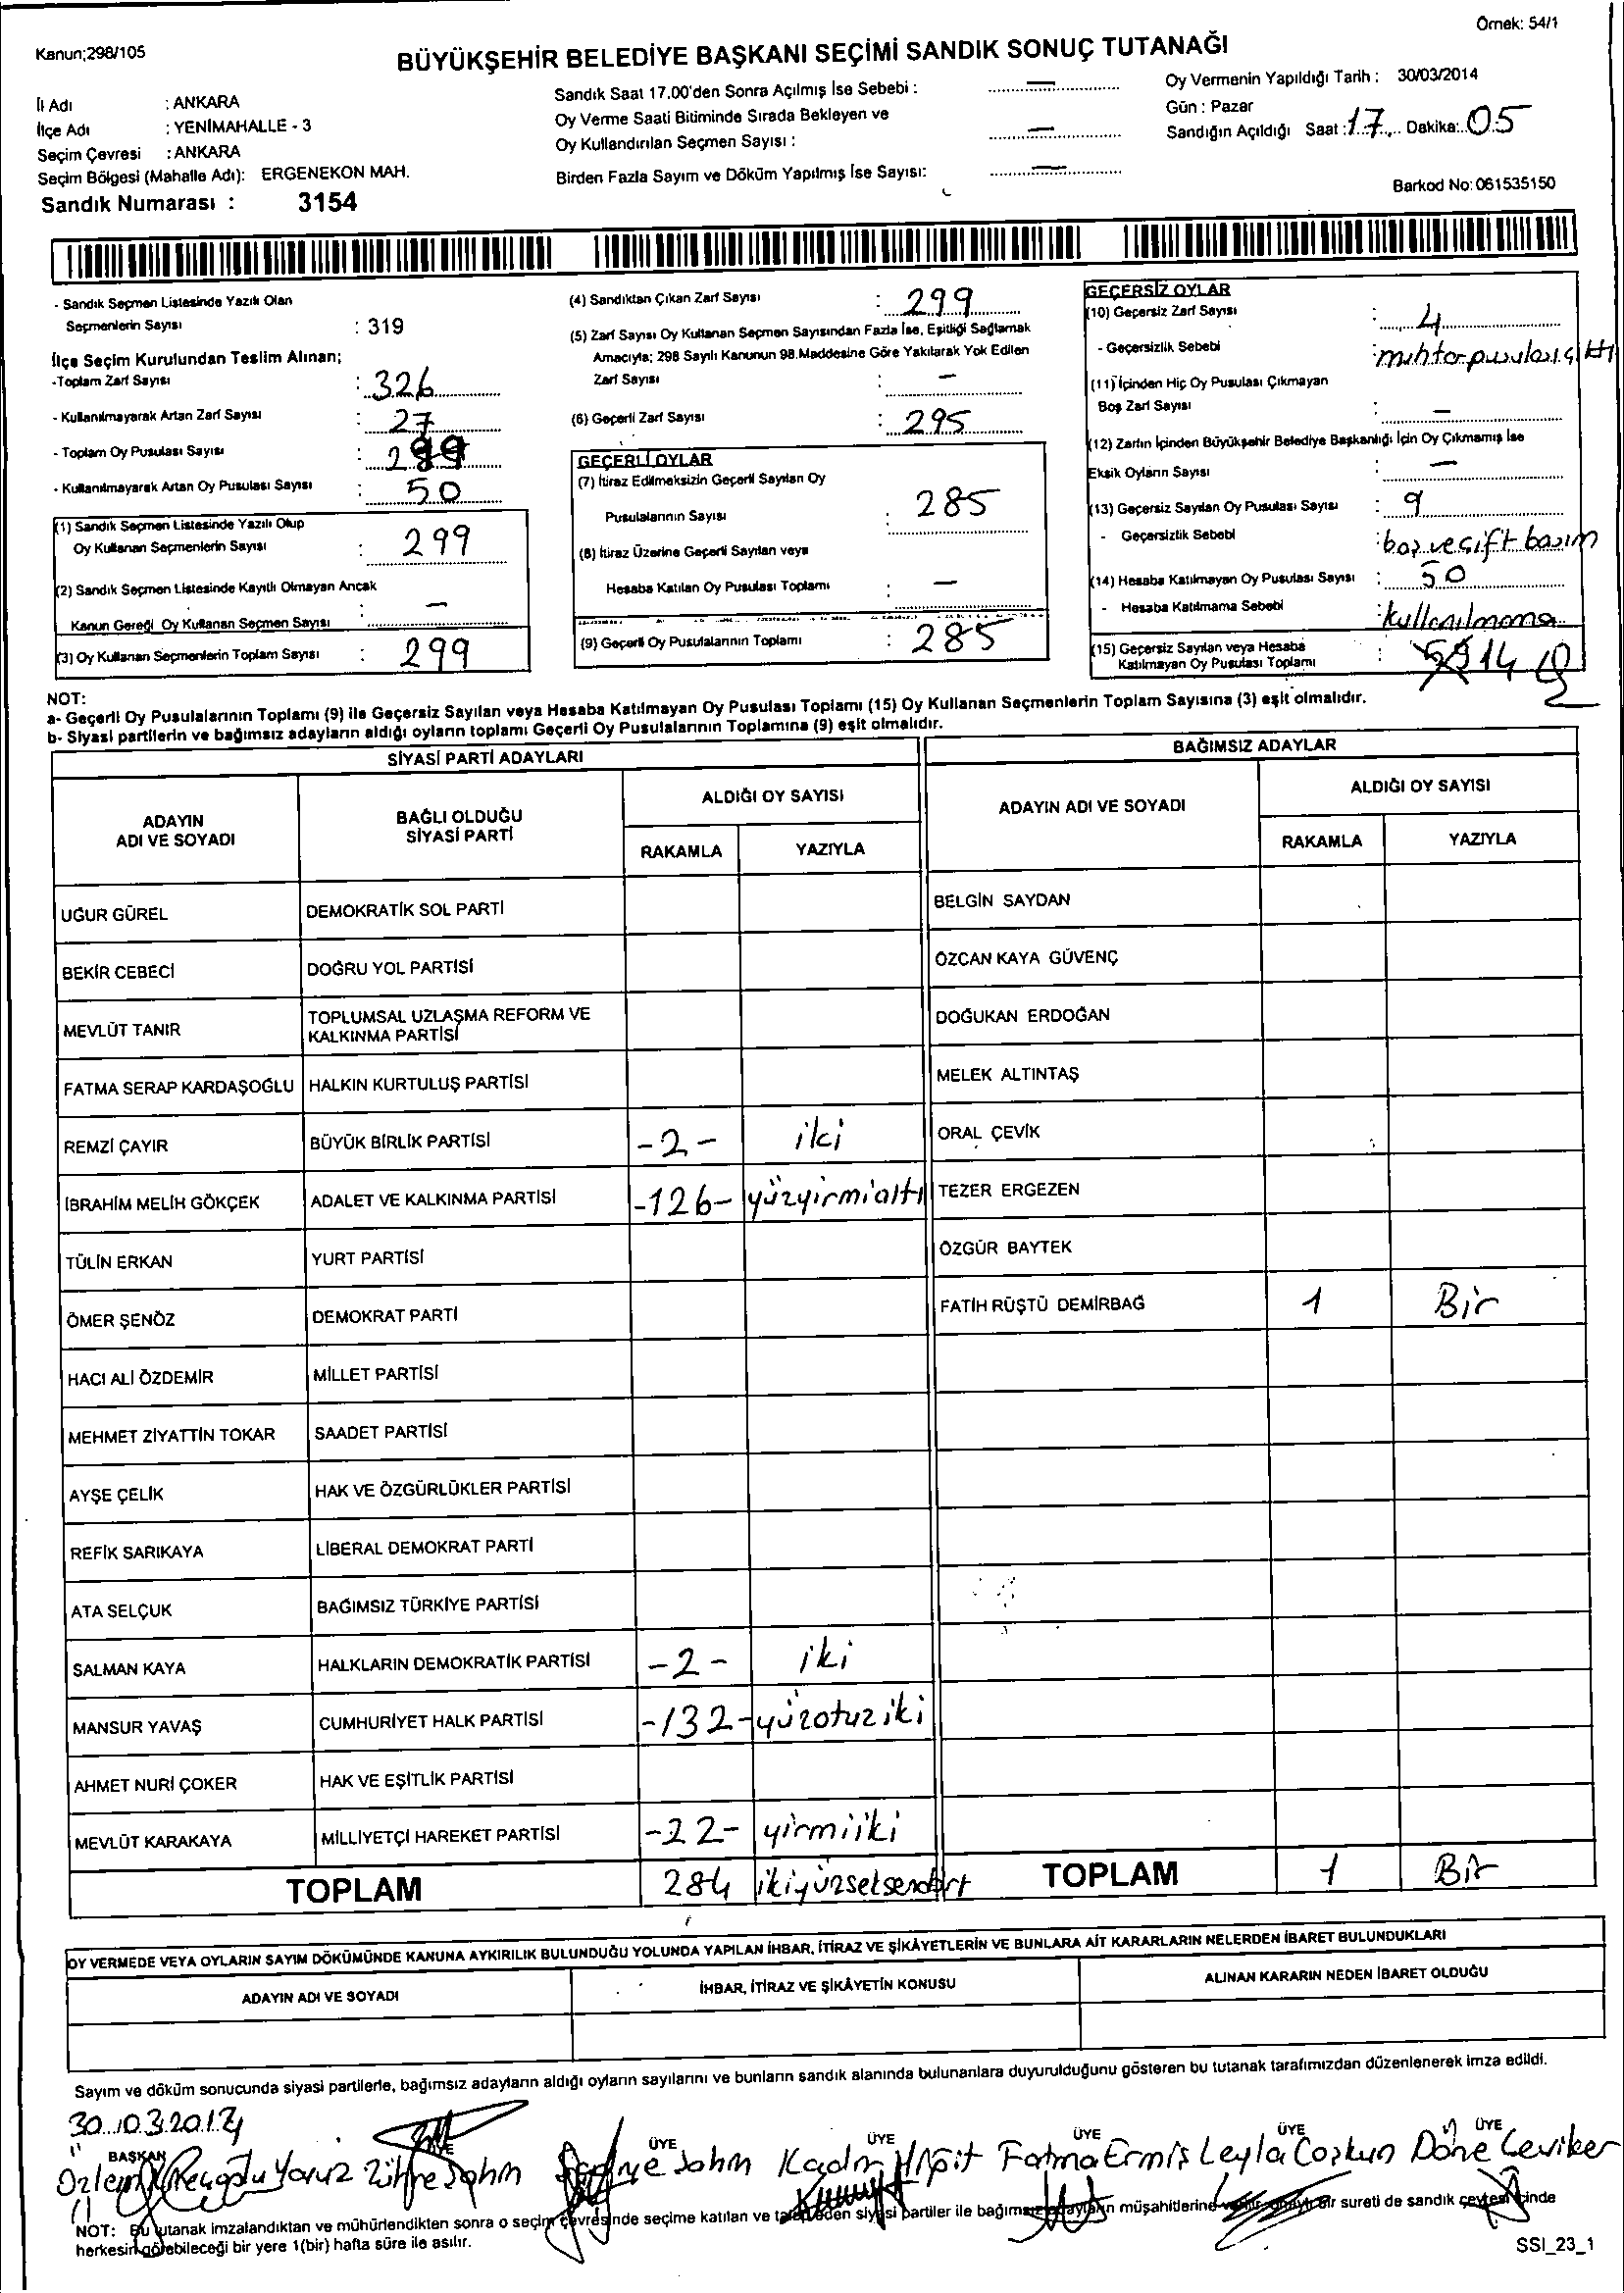 Örnek: 54/1
Kanun;298/105
BÜYÜKŞEHİR BELEDİYE BAŞKANI SEÇİMİ SANDIK SONUÇ TUTANAĞI
İl Adı : ANKARA
İlçe Adı : YENİMAHALLE - 3
Seçim Çevresi : ANKARA
Seçim Bölgesi (Mahalle Adı): ERGENEKON MAH.
Sandık Numarası : 3154
Sandık Saat 17.00'den Sonra Açılmış İse Sebebi : —
Oy Verme Saati Bitiminde Sırada Bekleyen ve
Oy Kullandırılan Seçmen Sayısı : —
Birden Fazla Sayım ve Döküm Yapılmış İse Sayısı: —
Oy Vermenin Yapıldığı Tarih : 30/03/2014
Gün : Pazar
Sandığın Açıldığı Saat : 17 Dakika: 05
Barkod No: 061535150
- Sandık Seçmen Listesinde Yazılı Olan
Seçmenlerin Sayısı : 319
İlçe Seçim Kurulundan Teslim Alınan;
-Toplam Zarf Sayısı : 326
- Kullanılmayarak Artan Zarf Sayısı : 27
- Toplam Oy Pusulası Sayısı :
- Kullanılmayarak Artan Oy Pusulası Sayısı : 50
(1) Sandık Seçmen Listesinde Yazılı Olup
Oy Kullanan Seçmenlerin Sayısı : 299
(2) Sandık Seçmen Listesinde Kayıtlı Olmayan Ancak
Kanun Gereği Oy Kullanan Seçmen Sayısı : —
(3) Oy Kullanan Seçmenlerin Toplam Sayısı : 299
(4) Sandıktan Çıkan Zarf Sayısı : 299
(5) Zarf Sayısı Oy Kullanan Seçmen Sayısından Fazla İse, Eşitliği Sağlamak
Amacıyla; 298 Sayılı Kanunun 98.Maddesine Göre Yakılarak Yok Edilen
Zarf Sayısı : —
(6) Geçerli Zarf Sayısı : 295
GEÇERLİ OYLAR
(7) İtiraz Edilmeksizin Geçerli Sayılan Oy
Pusulalarının Sayısı : 285
(8) İtiraz Üzerine Geçerli Sayılan veya
Hesaba Katılan Oy Pusulası Toplamı : —
(9) Geçerli Oy Pusulalarının Toplamı : 285
GEÇERSİZ OYLAR
(10) Geçersiz Zarf Sayısı : 4
- Geçersizlik Sebebi : muhtar pusulası çıktı
(11) İçinden Hiç Oy Pusulası Çıkmayan
Boş Zarf Sayısı : —
(12) Zarfın İçinden Büyükşehir Belediye Başkanlığı İçin Oy Çıkmamış İse
Eksik Oyların Sayısı : —
(13) Geçersiz Sayılan Oy Pusulası Sayısı : 9
- Geçersizlik Sebebi : boş ve çift basım
(14) Hesaba Katılmayan Oy Pusulası Sayısı : 50
- Hesaba Katılmama Sebebi : kullanılmama
(15) Geçersiz Sayılan veya Hesaba
Katılmayan Oy Pusulası Toplamı : 14
NOT:
a- Geçerli Oy Pusulalarının Toplamı (9) ile Geçersiz Sayılan veya Hesaba Katılmayan Oy Pusulası Toplamı (15) Oy Kullanan Seçmenlerin Toplam Sayısına (3) eşit olmalıdır.
b- Siyasi partilerin ve bağımsız adayların aldığı oyların toplamı Geçerli Oy Pusulalarının Toplamına (9) eşit olmalıdır.
SİYASİ PARTİ ADAYLARI
ADAYIN
ADI VE SOYADI
BAĞLI OLDUĞU
SİYASİ PARTİ
ALDIĞI OY SAYISI
RAKAMLA YAZIYLA
UĞUR GÜREL DEMOKRATİK SOL PARTİ
BEKİR CEBECİ DOĞRU YOL PARTİSİ
MEVLÜT TANIR TOPLUMSAL UZLAŞMA REFORM VE
KALKINMA PARTİSİ
FATMA SERAP KARDAŞOĞLU HALKIN KURTULUŞ PARTİSİ
REMZİ ÇAYIR BÜYÜK BİRLİK PARTİSİ -2- iki
İBRAHİM MELİH GÖKÇEK ADALET VE KALKINMA PARTİSİ -126- yüzyirmialtı
TÜLİN ERKAN YURT PARTİSİ
ÖMER ŞENÖZ DEMOKRAT PARTİ
HACI ALİ ÖZDEMİR MİLLET PARTİSİ
MEHMET ZİYATTİN TOKAR SAADET PARTİSİ
AYŞE ÇELİK HAK VE ÖZGÜRLÜKLER PARTİSİ
REFİK SARIKAYA LİBERAL DEMOKRAT PARTİ
ATA SELÇUK BAĞIMSIZ TÜRKİYE PARTİSİ
SALMAN KAYA HALKLARIN DEMOKRATİK PARTİSİ -2- iki
MANSUR YAVAŞ CUMHURİYET HALK PARTİSİ -132- yüzotuziki
AHMET NURİ ÇOKER HAK VE EŞİTLİK PARTİSİ
MEVLÜT KARAKAYA MİLLİYETÇİ HAREKET PARTİSİ -22- yirmiiki
TOPLAM 284 ikiyüzseksendört
BAĞIMSIZ ADAYLAR
ADAYIN ADI VE SOYADI
ALDIĞI OY SAYISI
RAKAMLA YAZIYLA
BELGİN SAYDAN
ÖZCAN KAYA GÜVENÇ
DOĞUKAN ERDOĞAN
MELEK ALTINTAŞ
ORAL ÇEVİK
TEZER ERGEZEN
ÖZGÜR BAYTEK
FATİH RÜŞTÜ DEMİRBAĞ 1 Bir
TOPLAM 1 Bir
OY VERMEDE VEYA OYLARIN SAYIM DÖKÜMÜNDE KANUNA AYKIRILIK BULUNDUĞU YOLUNDA YAPILAN İHBAR, İTİRAZ VE ŞİKÂYETLERİN VE BUNLARA AİT KARARLARIN NELERDEN İBARET BULUNDUKLARI
ADAYIN ADI VE SOYADI İHBAR, İTİRAZ VE ŞİKÂYETİN KONUSU ALINAN KARARIN NEDEN İBARET OLDUĞU
Sayım ve döküm sonucunda siyasi partilerle, bağımsız adayların aldığı oyların sayılarını ve bunların sandık alanında bulunanlara duyurulduğunu gösteren bu tutanak tarafımızdan düzenlenerek imza edildi.
30.03.2014
BAŞKAN ÜYE ÜYE ÜYE ÜYE ÜYE
Özlem Yavuz Zühre Şahin Şahin Kadir Fatma Ermiş Leyla Coşkun Döne Ceviker
NOT: Bu tutanak imzalandıktan ve mühürlendikten sonra o seçim çevresinde seçime katılan ve talep eden siyasi partiler ile bağımsız adayların müşahitlerine bir sureti de sandık çevresi içinde
herkesin görebileceği bir yere 1(bir) hafta süre ile asılır.
SSI_23_1